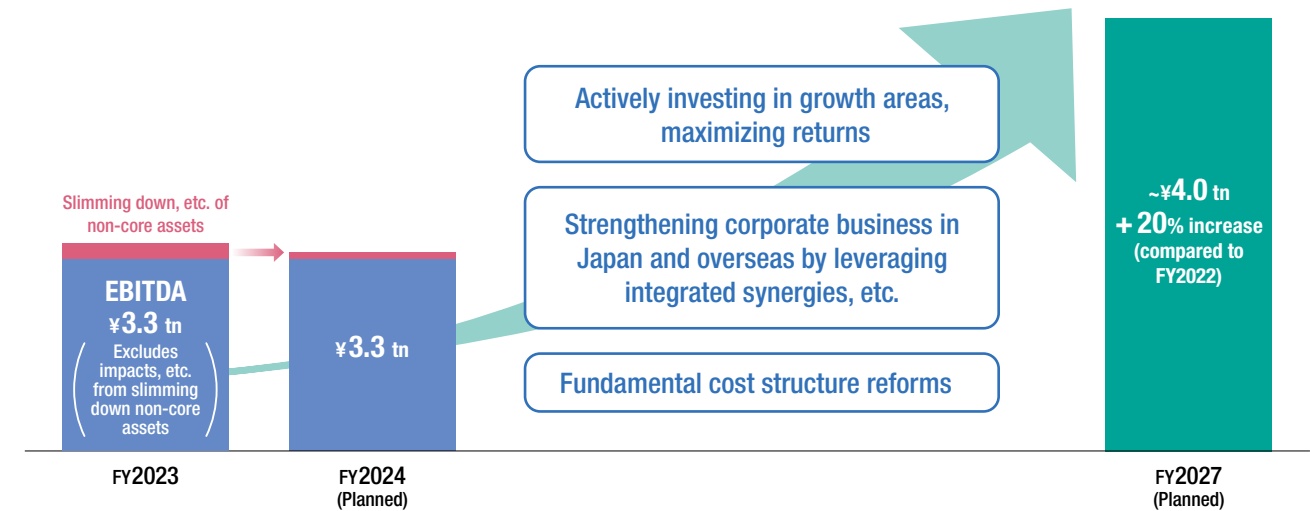 Slimming down, etc. of
non-core assets
EBITDA
¥3.3 tn
(Excludes
impacts, etc.
from slimming
down non-core
assets)
FY2023
¥3.3 tn
FY2024
(Planned)
Actively investing in growth areas,
maximizing returns
Strengthening corporate business in
Japan and overseas by leveraging
integrated synergies, etc.
Fundamental cost structure reforms
~¥4.0 tn
+20% increase
(compared to
FY2022)
FY2027
(Planned)